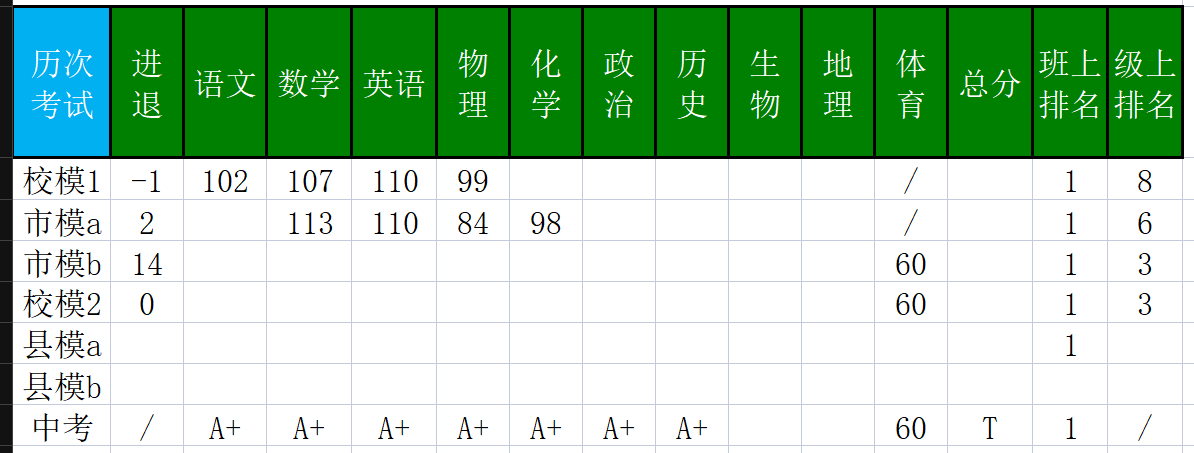 历次考试 进退 语文 数学 英语 物理 化学 政治 历史 生物 地理 体育 总分 班上排名 级上排名
校模1 -1 102 107 110 99 / 1 8
市模a 2 113 110 84 98 / 1 6
市模b 14 60 1 3
校模2 0 60 1 3
县模a 1
县模b
中考 / A+ A+ A+ A+ A+ A+ A+ 60 T 1 /